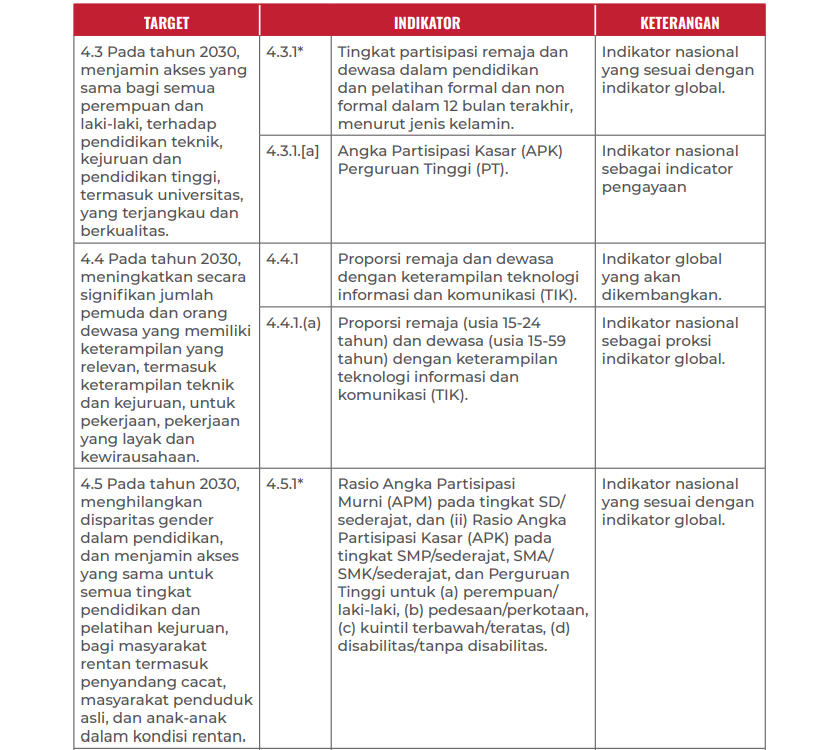 TARGET
INDIKATOR
KETERANGAN
4.3 Pada tahun 2030,
menjamin akses yang
sama bagi semua
perempuan dan
laki-laki, terhadap
pendidikan teknik,
kejuruan dan
pendidikan tinggi,
termasuk universitas,
yang terjangkau dan
berkualitas.
4.3.1*
Tingkat partisipasi remaja dan
dewasa dalam pendidikan
dan pelatihan formal dan non
formal dalam 12 bulan terakhir,
menurut jenis kelamin.
Indikator nasional
yang sesuai dengan
indikator global.
4.3.1.[a]
Angka Partisipasi Kasar (APK)
Perguruan Tinggi (PT).
Indikator nasional
sebagai indicator
pengayaan
4.4 Pada tahun 2030,
meningkatkan secara
signifikan jumlah
pemuda dan orang
dewasa yang memiliki
keterampilan yang
relevan, termasuk
keterampilan teknik
dan kejuruan, untuk
pekerjaan, pekerjaan
yang layak dan
kewirausahaan.
4.4.1
Proporsi remaja dan dewasa
dengan keterampilan teknologi
informasi dan komunikasi (TIK).
Indikator global
yang akan
dikembangkan.
4.4.1.(a)
Proporsi remaja (usia 15-24
tahun) dan dewasa (usia 15-59
tahun) dengan keterampilan
teknologi informasi dan
komunikasi (TIK).
Indikator nasional
sebagai proksi
indikator global.
4.5 Pada tahun 2030,
menghilangkan
disparitas gender
dalam pendidikan,
dan menjamin akses
yang sama untuk
semua tingkat
pendidikan dan
pelatihan kejuruan,
bagi masyarakat
rentan termasuk
penyandang cacat,
masyarakat penduduk
asli, dan anak-anak
dalam kondisi rentan.
4.5.1*
Rasio Angka Partisipasi
Murni (APM) pada tingkat SD/
sederajat, dan (ii) Rasio Angka
Partisipasi Kasar (APK) pada
tingkat SMP/sederajat, SMA/
SMK/sederajat, dan Perguruan
Tinggi untuk (a) perempuan/
laki-laki, (b) pedesaan/perkotaan,
(c) kuintil terbawah/teratas, (d)
disabilitas/tanpa disabilitas.
Indikator nasional
yang sesuai dengan
indikator global.